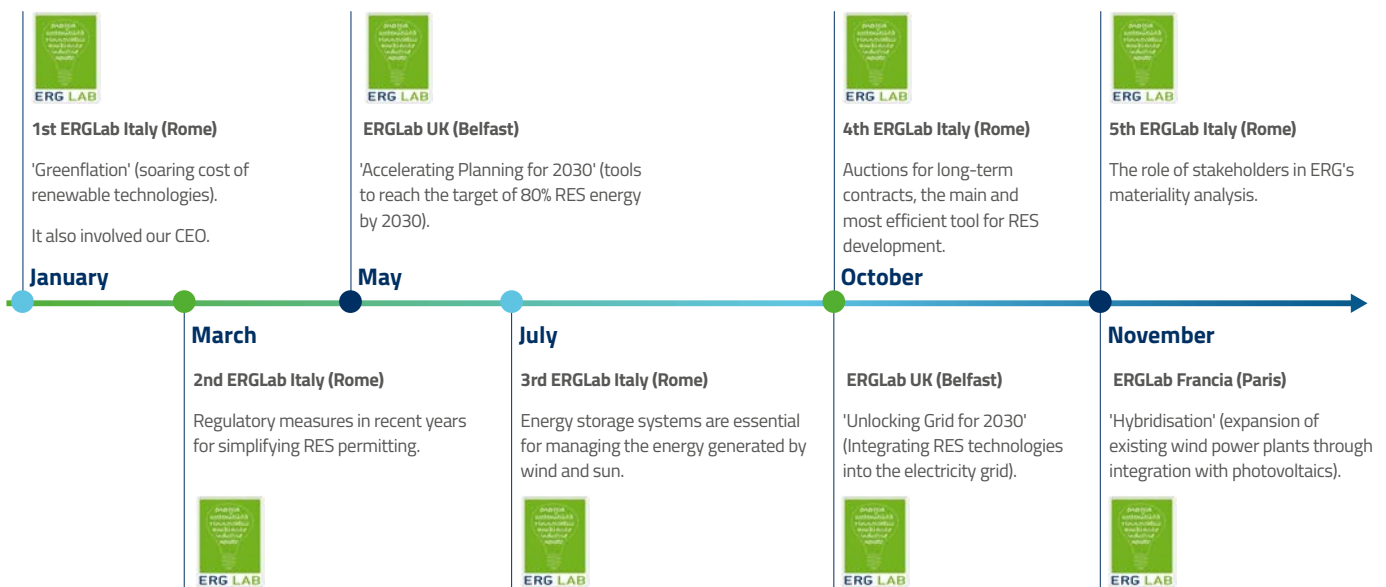 ERG LAB
1st ERGLab Italy (Rome)
'Greenflation' (soaring cost of
renewable technologies).
It also involved our CEO.
January
ERG LAB
ERGLab UK (Belfast)
'Accelerating Planning for 2030' (tools
to reach the target of 80% RES energy
by 2030).
May
ERG LAB
4th ERGLab Italy (Rome)
Auctions for long-term
contracts, the main and
most efficient tool for RES
development.
October
ERG LAB
5th ERGLab Italy (Rome)
The role of stakeholders in ERG's
materiality analysis.
March
2nd ERGLab Italy (Rome)
Regulatory measures in recent years
for simplifying RES permitting.
ERG LAB
July
3rd ERGLab Italy (Rome)
Energy storage systems are essential
for managing the energy generated by
wind and sun.
ERG LAB
ERGLab UK (Belfast)
'Unlocking Grid for 2030'
(Integrating RES technologies
into the electricity grid).
ERG LAB
November
ERGLab Francia (Paris)
'Hybridisation' (expansion of
existing wind power plants through
integration with photovoltaics).
ERG LAB